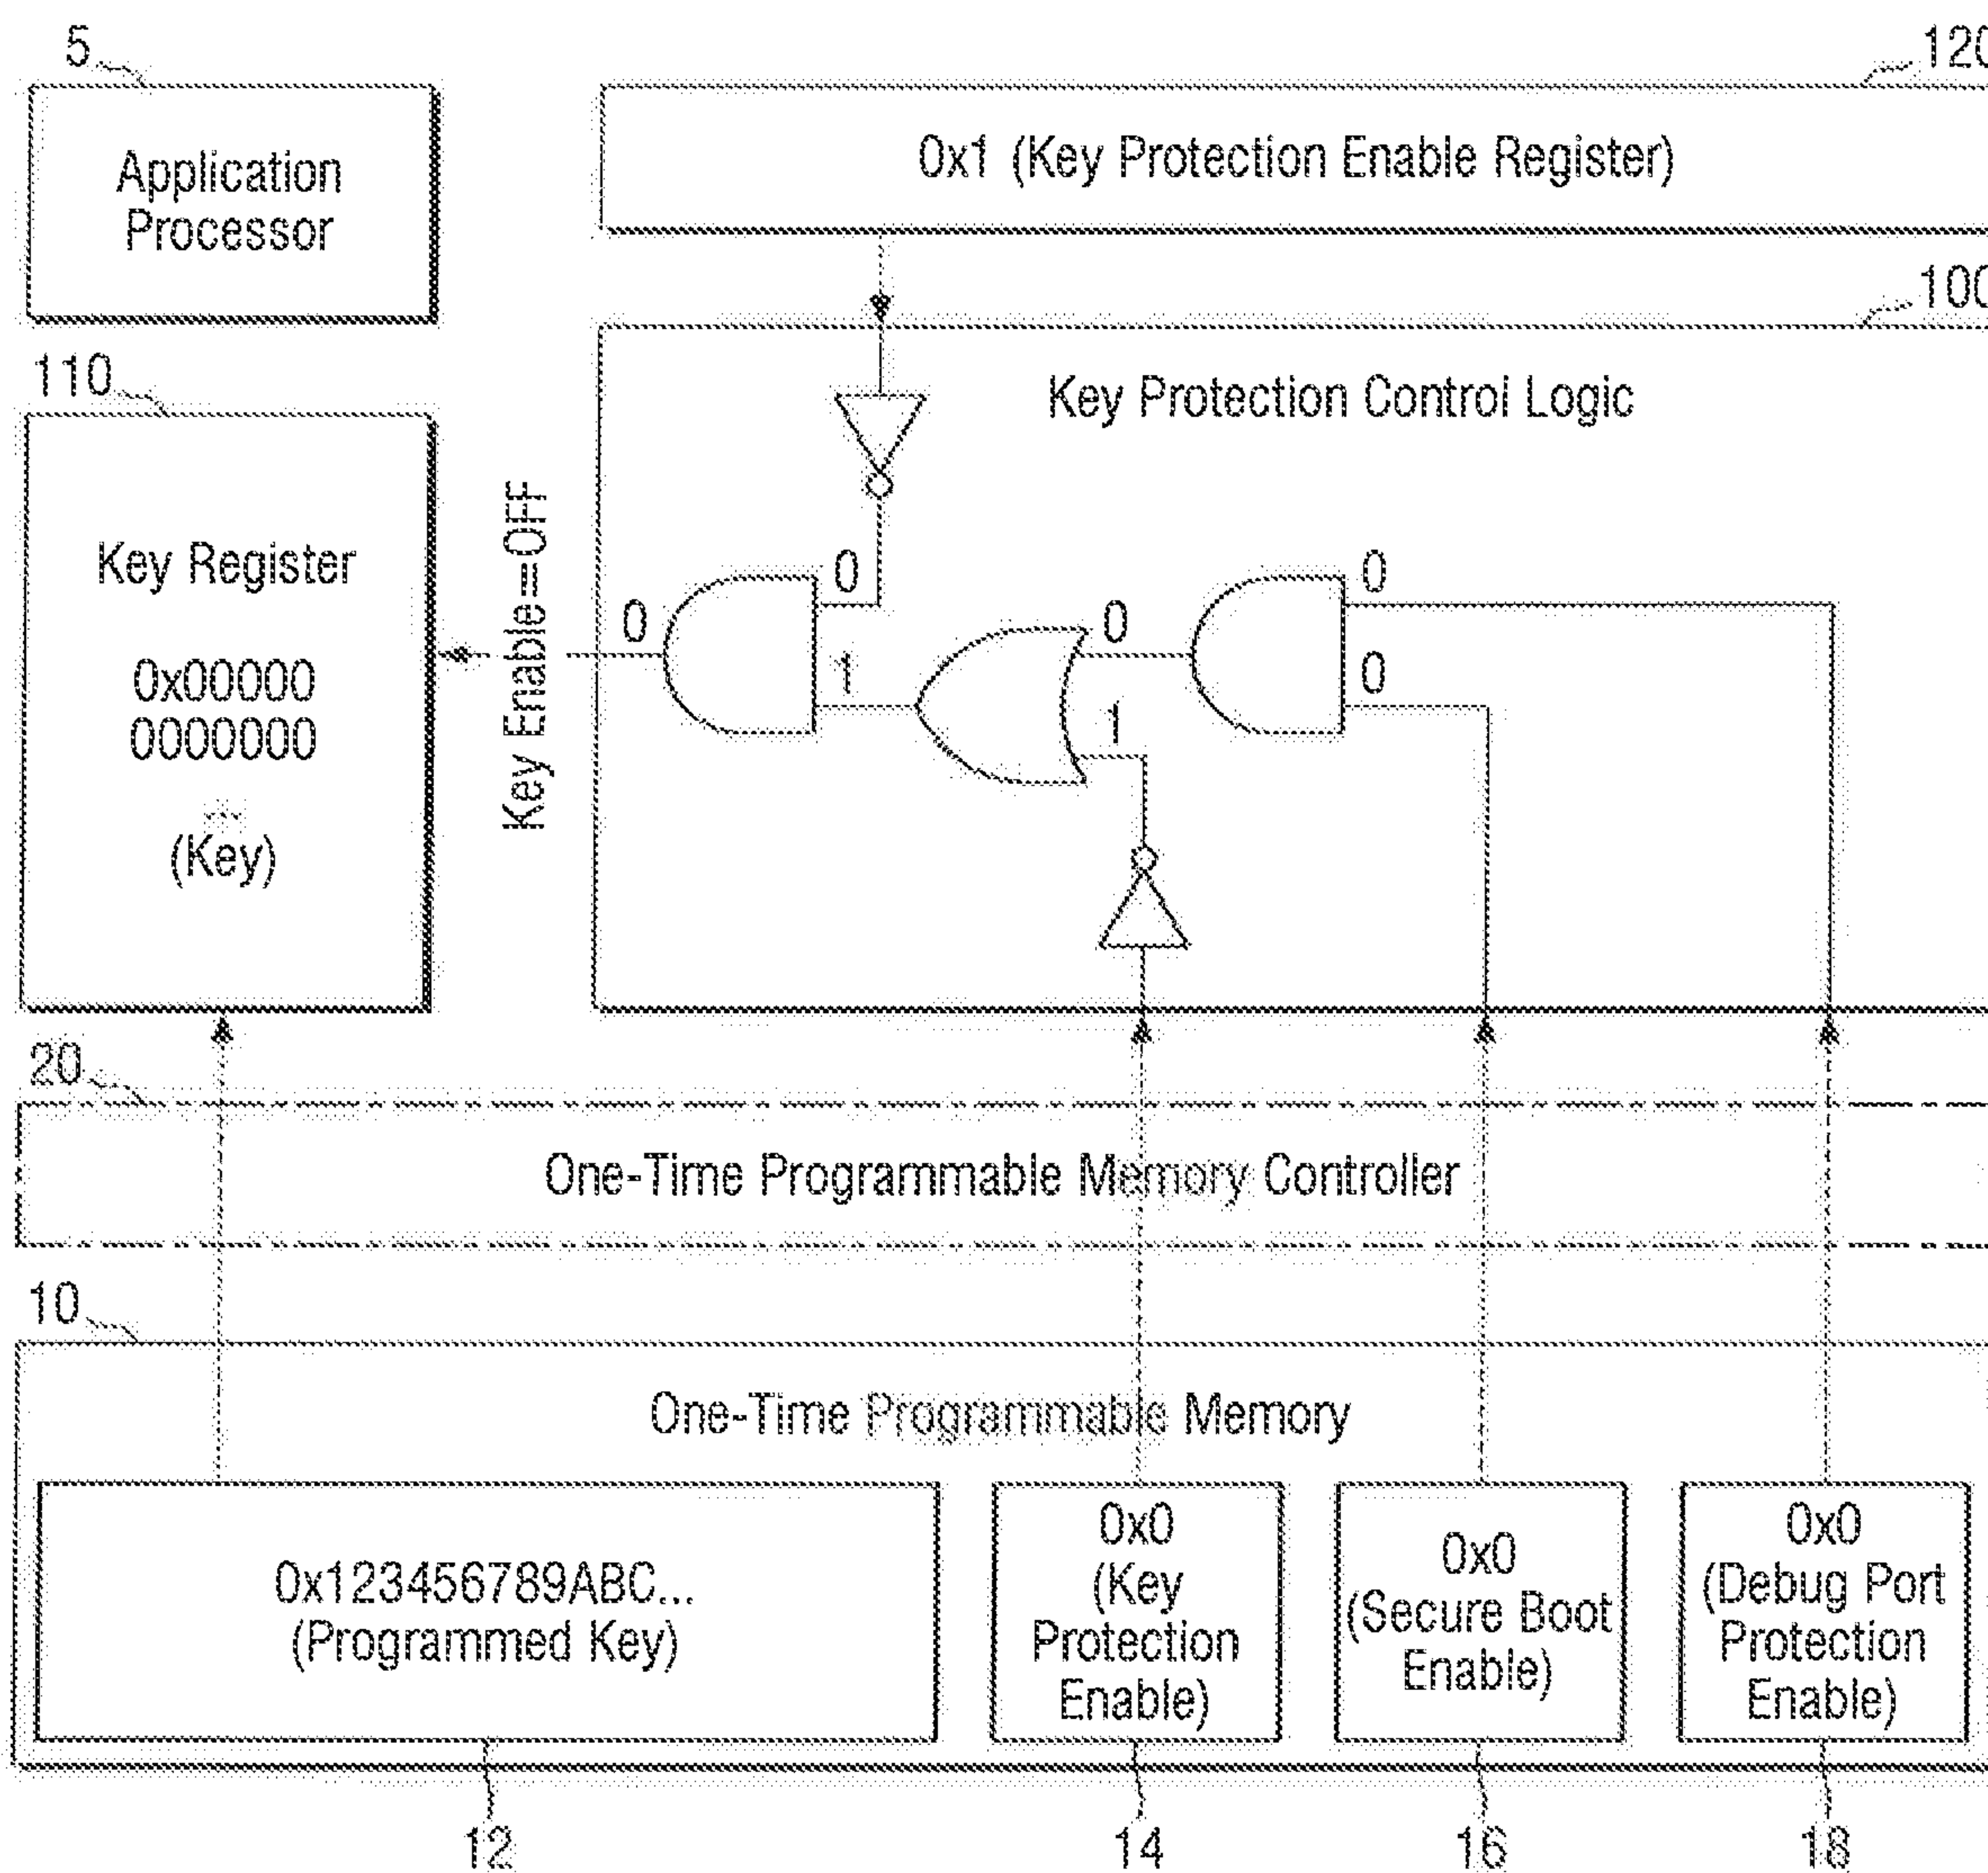 5
120
Application
Processor
0x1 (Key Protection Enable Register)
100
110
Key Protection Control Logic
Key Register
0x00000
0000000
...
(Key)
Key Enable=OFF
0
0
1
0
1
0
0
20
One-Time Programmable Memory Controller
10
One-Time Programmable Memory
0x123456789ABC...
(Programmed Key)
0x0
(Key
Protection
Enable)
0x0
(Secure Boot
Enable)
0x0
(Debug Port
Protection
Enable)
12
14
16
18